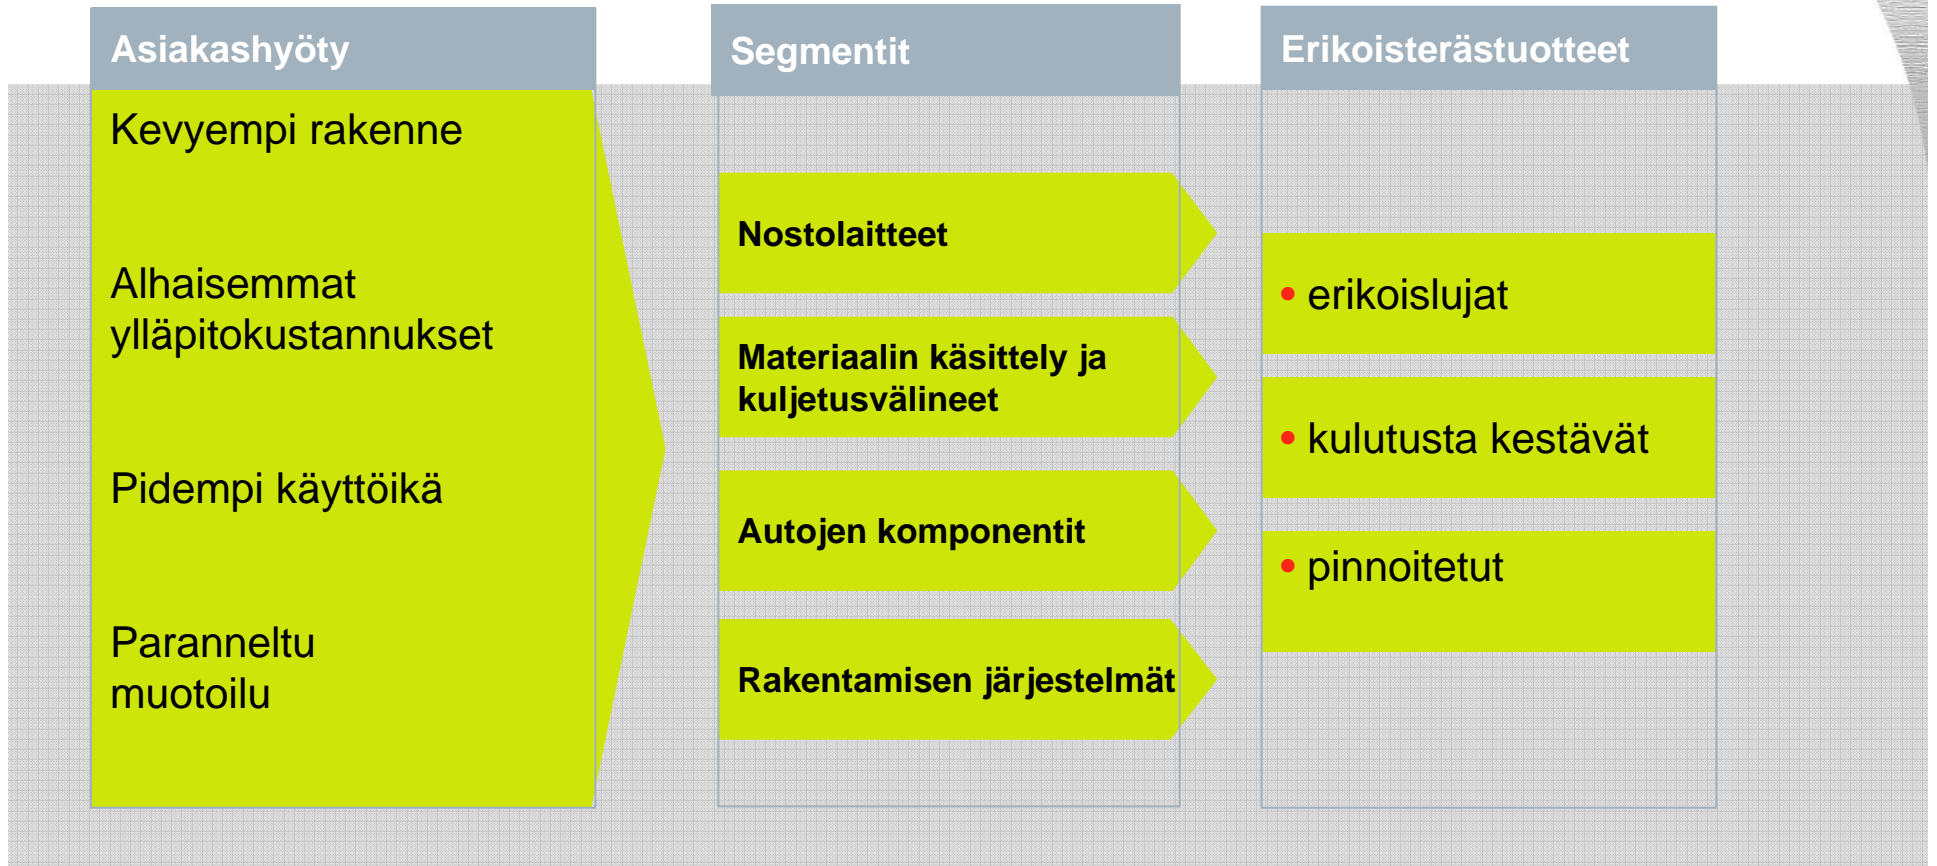 Asiakashyöty
Kevyempi rakenne
Alhaisemmat
ylläpitokustannukset
Pidempi käyttöikä
Paranneltu
muotoilu
Segmentit
Nostolaitteet
Materiaalin käsittely ja
kuljetusvälineet
Autojen komponentit
Rakentamisen järjestelmät
Erikoisterästuotteet
• erikoislujat
• kulutusta kestävät
• pinnoitetut